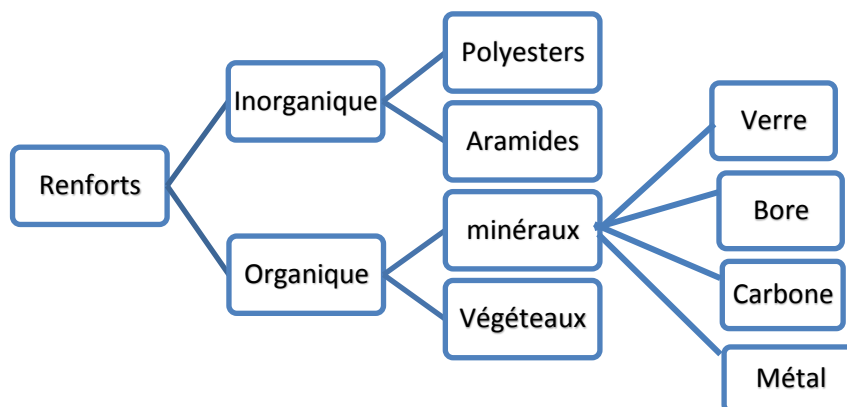 Renforts
Inorganique
Polyesters
Aramides
Organique
minéraux
Végéteaux
Verre
Bore
Carbone
Métal